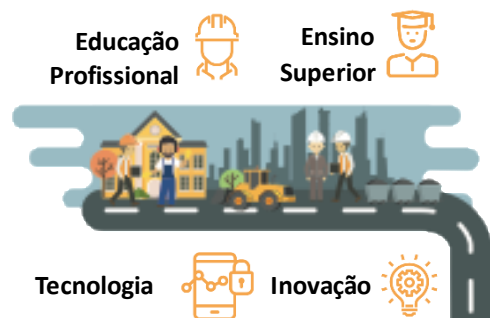 Educação
Profissional
Ensino
Superior
Tecnologia
Inovação